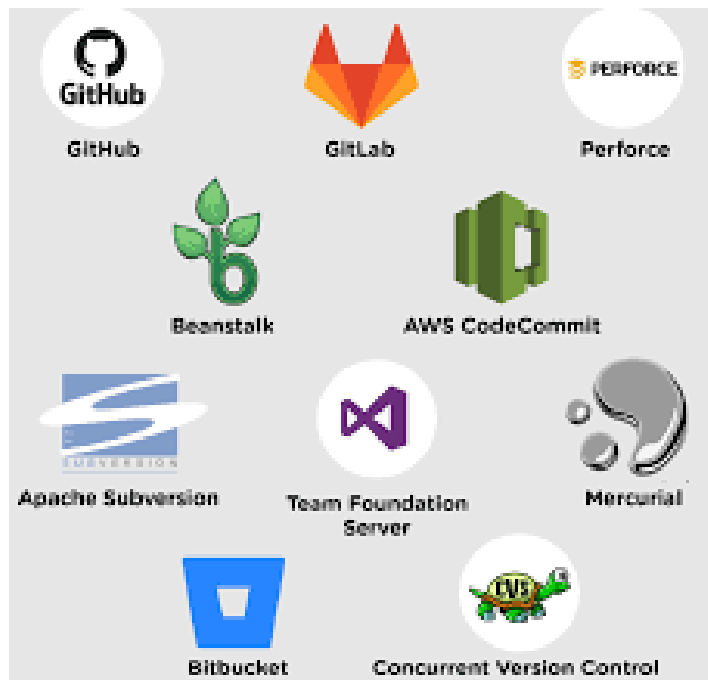 GitHub
PERFORCE
GitHub
GitLab
Perforce
Beanstalk
AWS CodeCommit
SUBVERSION
Apache Subversion
Team Foundation
Server
Mercurial
CVS
Bitbucket
Concurrent Version Control